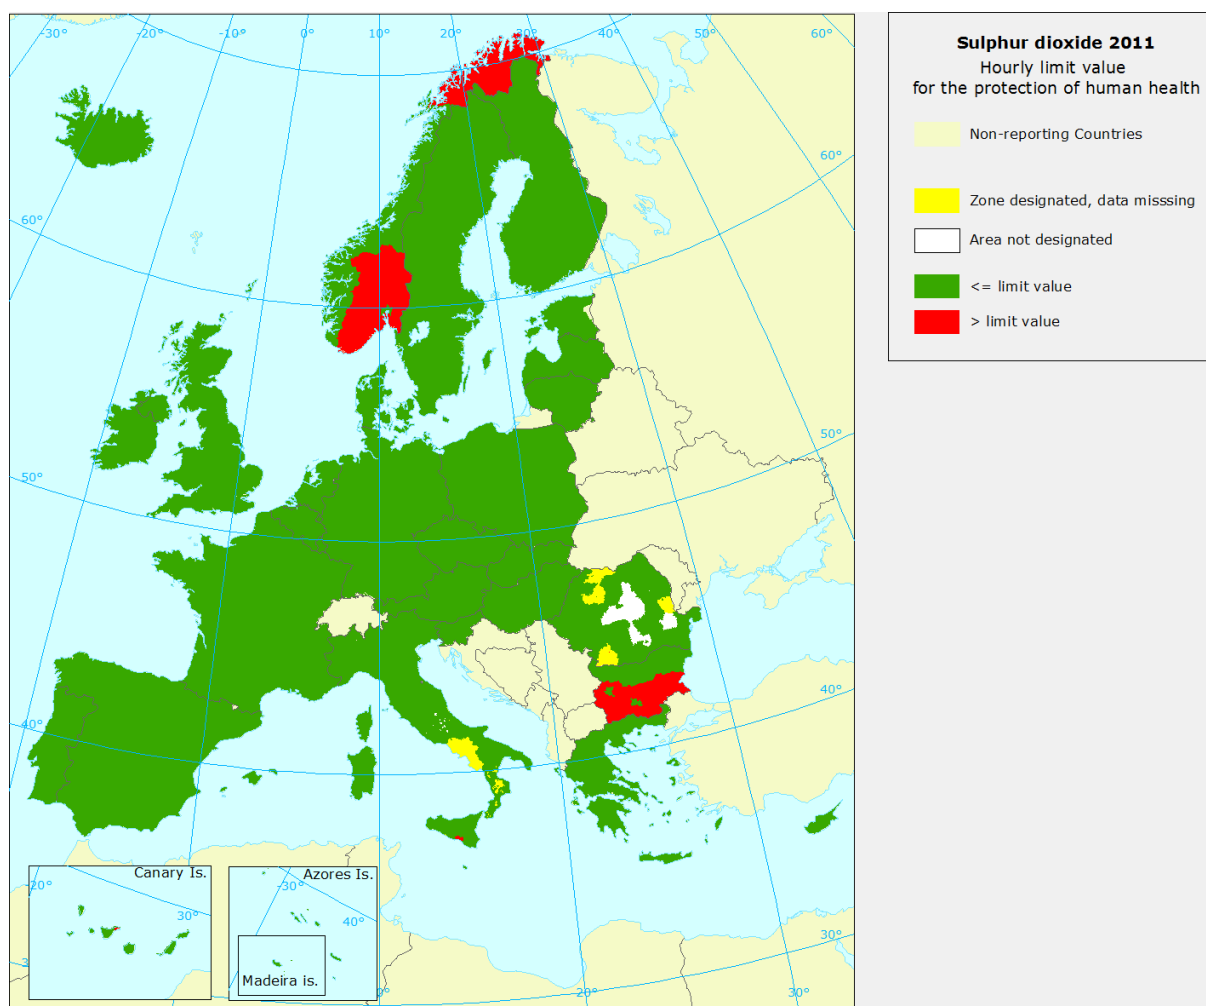 -30°
-20°
-10°
0°
10°
20°
30°
40°
50°
60°
60°
60°
50°
50°
40°
40°
Canary Is.
-20°
30°
Azores Is.
-30°
40°
Madeira is.
0°
20°
30°
30°
Sulphur dioxide 2011
Hourly limit value
for the protection of human health
Non-reporting Countries
Zone designated, data misssing
Area not designated
<= limit value
> limit value